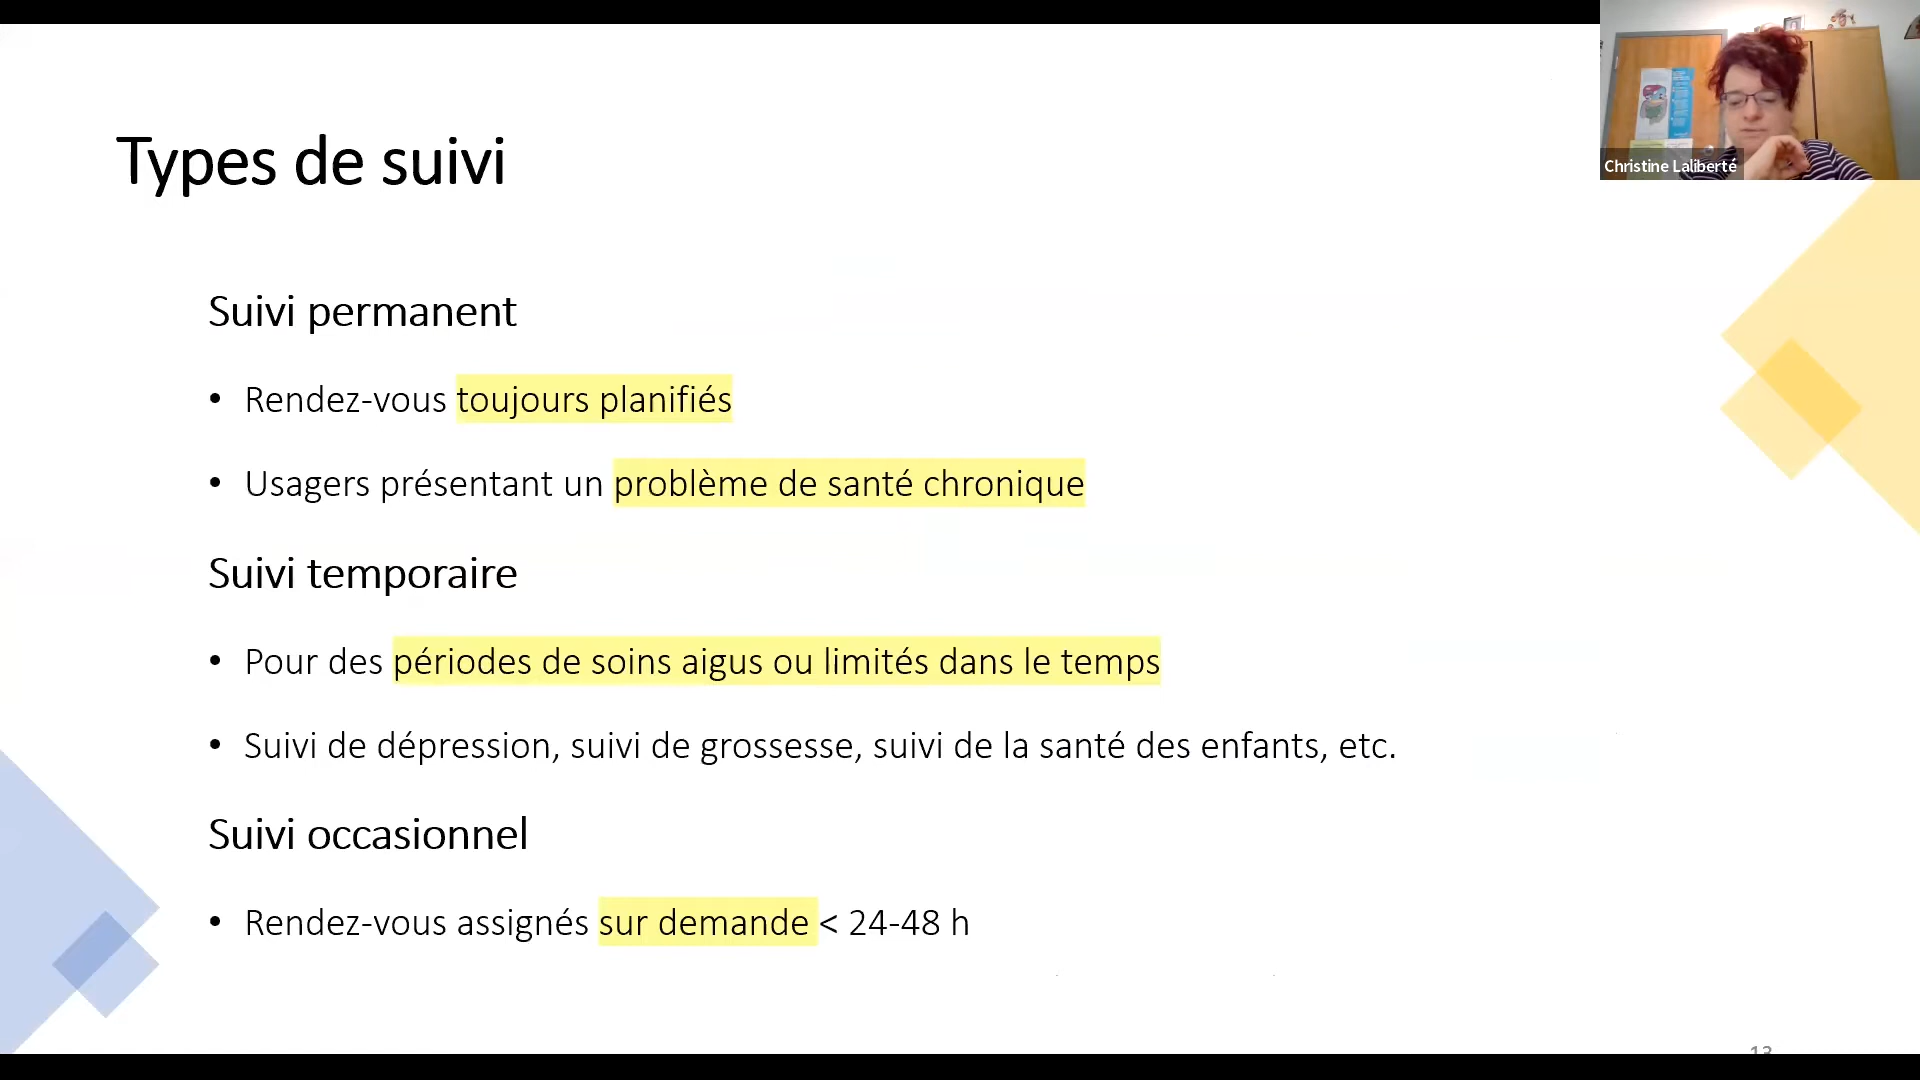 Christine Laliberté
Types de suivi
Suivi permanent
• Rendez-vous toujours planifiés
• Usagers présentant un problème de santé chronique
Suivi temporaire
• Pour des périodes de soins aigus ou limités dans le temps
• Suivi de dépression, suivi de grossesse, suivi de la santé des enfants, etc.
Suivi occasionnel
• Rendez-vous assignés sur demande < 24-48 h
13